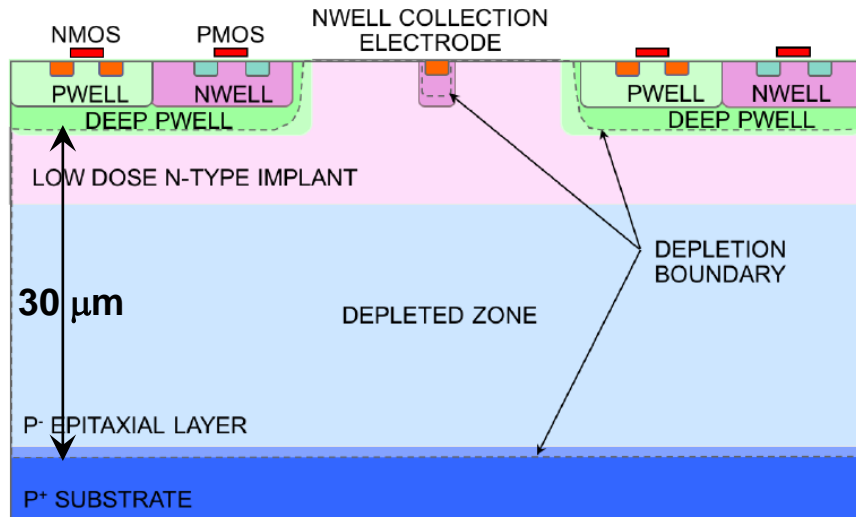 NMOS
PMOS
NWELL COLLECTION
ELECTRODE
PWELL
NWELL
DEEP PWELL
PWELL
NWELL
DEEP PWELL
LOW DOSE N-TYPE IMPLANT
DEPLETION
BOUNDARY
30 μm
DEPLETED ZONE
P- EPITAXIAL LAYER
P+ SUBSTRATE